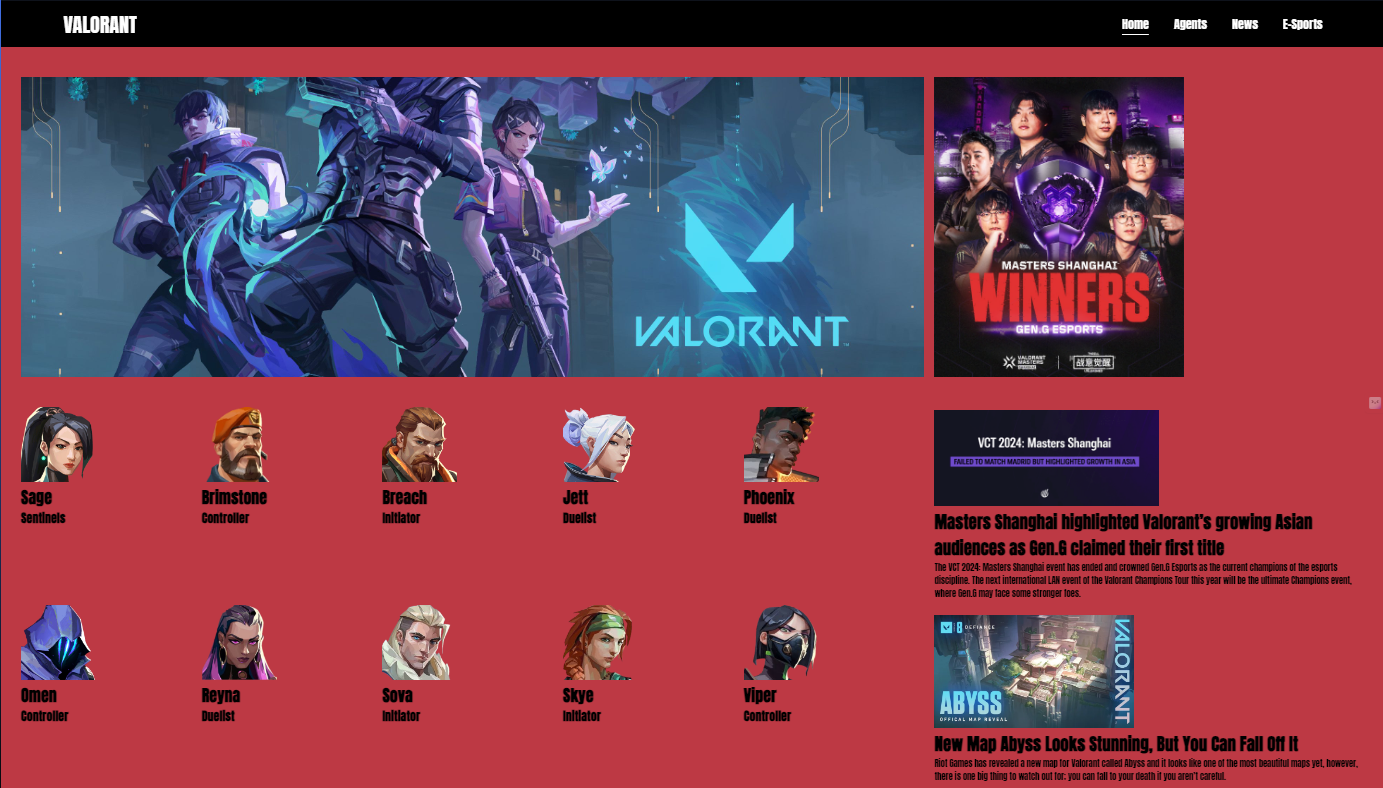 VALORANT
Home Agents News E-Sports
VALORANT
MASTERS SHANGHAI
WINNERS
GEN.G ESPORTS
VALORANT
MASTERS
战意觉醒
Sage
Sentinels
Brimstone
Controller
Breach
Initiator
Jett
Duelist
Phoenix
Duelist
Omen
Controller
Reyna
Duelist
Sova
Initiator
Skye
Initiator
Viper
Controller
VCT 2024: Masters Shanghai
FAILED TO MATCH MADRID BUT HIGHLIGHTED GROWTH IN ASIA
Masters Shanghai highlighted Valorant's growing Asian
audiences as Gen.G claimed their first title
The VCT 2024: Masters Shanghai event has ended and crowned Gen.G Esports as the current champions of the esports
discipline. The next international LAN event of the Valorant Champions Tour this year will be the ultimate Champions event,
where Gen.G may face some stronger foes.
8 DEFIANCE
VALORANT
ABYSS
OFFICIAL MAP REVEAL
New Map Abyss Looks Stunning, But You Can Fall Off It
Riot Games has revealed a new map for Valorant called Abyss and it looks like one of the most beautiful maps yet, however,
there is one big thing to watch out for: you can fall to your death if you aren't careful.